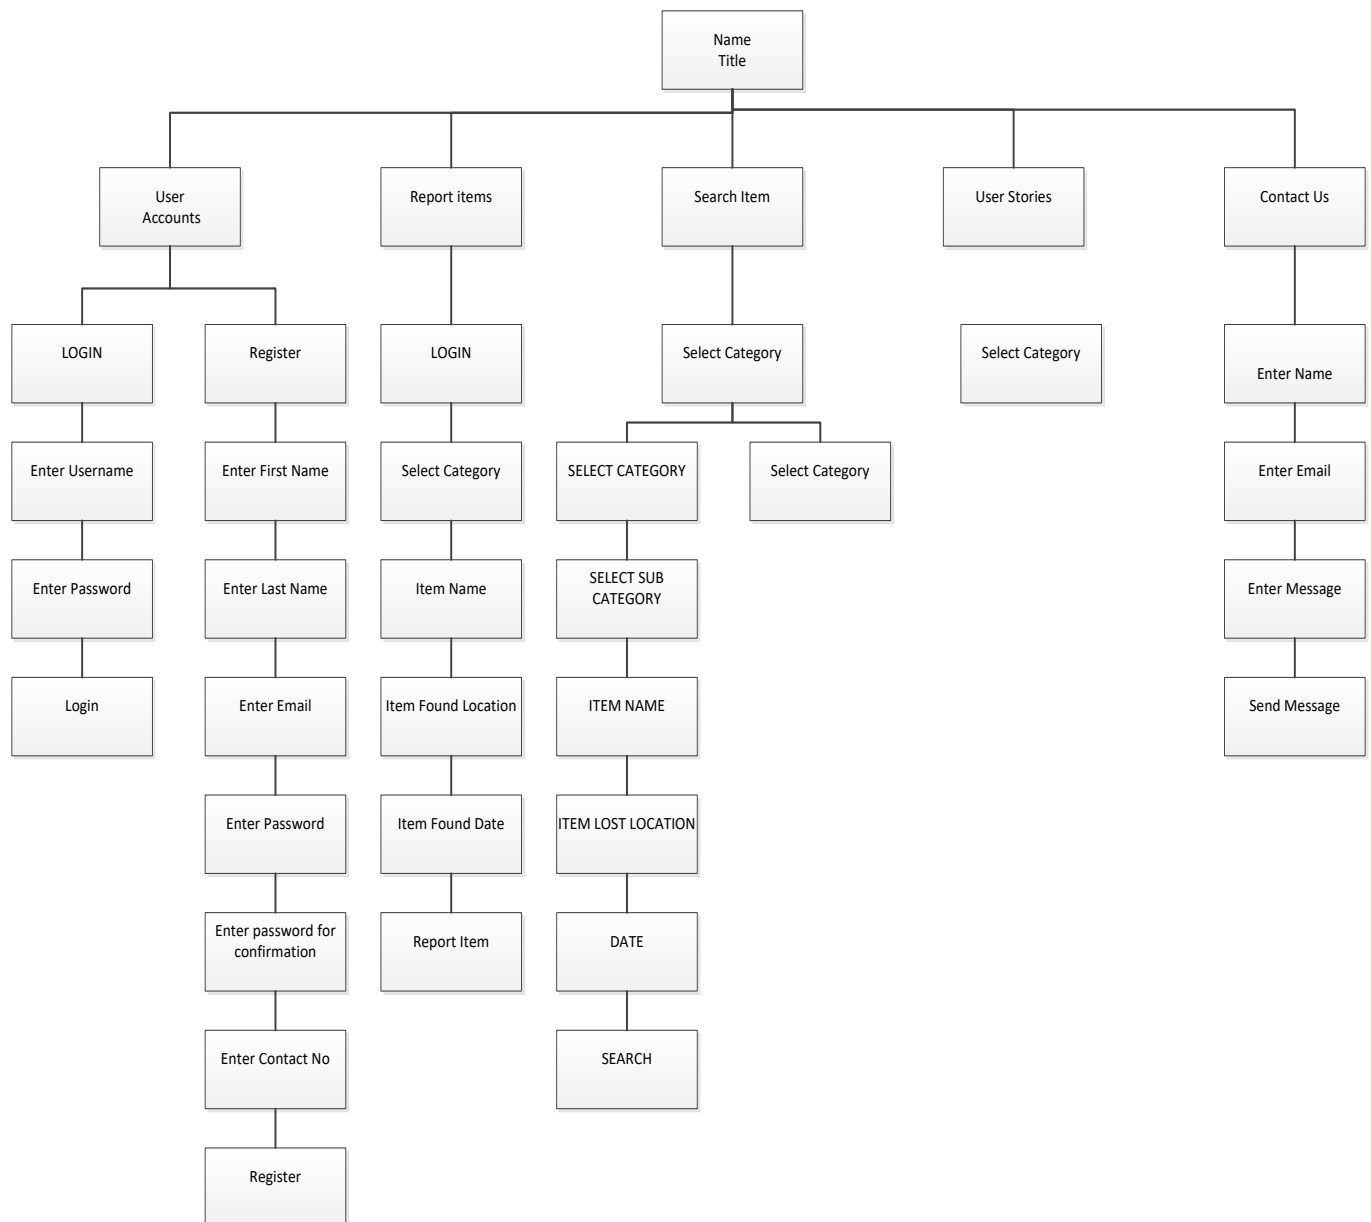 Name
Title
User
Accounts
Report items
Search Item
User Stories
Contact Us
LOGIN
Register
LOGIN
Select Category
Select Category
Enter Name
Enter Username
Enter First Name
Select Category
SELECT CATEGORY
Select Category
Enter Email
Enter Password
Enter Last Name
Item Name
SELECT SUB
CATEGORY
Enter Message
Login
Enter Email
Item Found Location
ITEM NAME
Send Message
Enter Password
Item Found Date
ITEM LOST LOCATION
Enter password for
confirmation
Report Item
DATE
Enter Contact No
SEARCH
Register